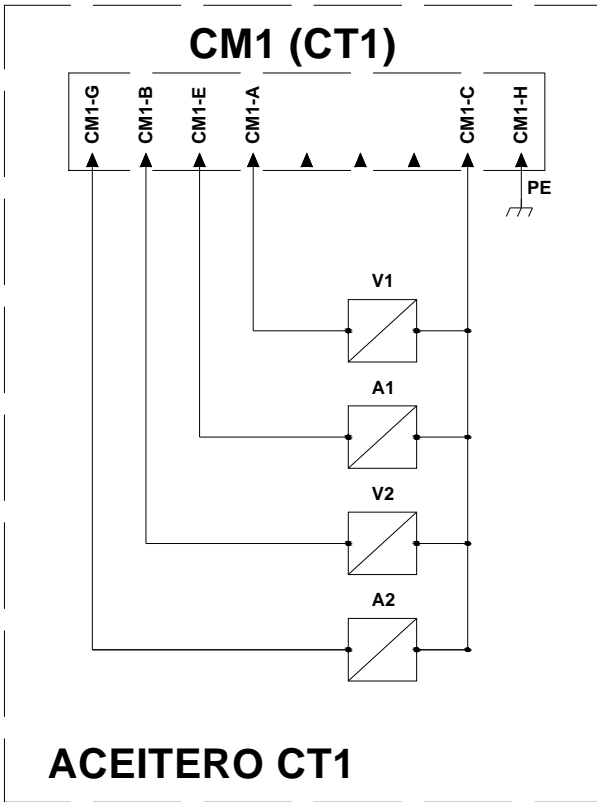 CM1 (CT1)
CM1-G
CM1-B
CM1-E
CM1-A
CM1-C
CM1-H
PE
V1
A1
V2
A2
ACEITERO CT1